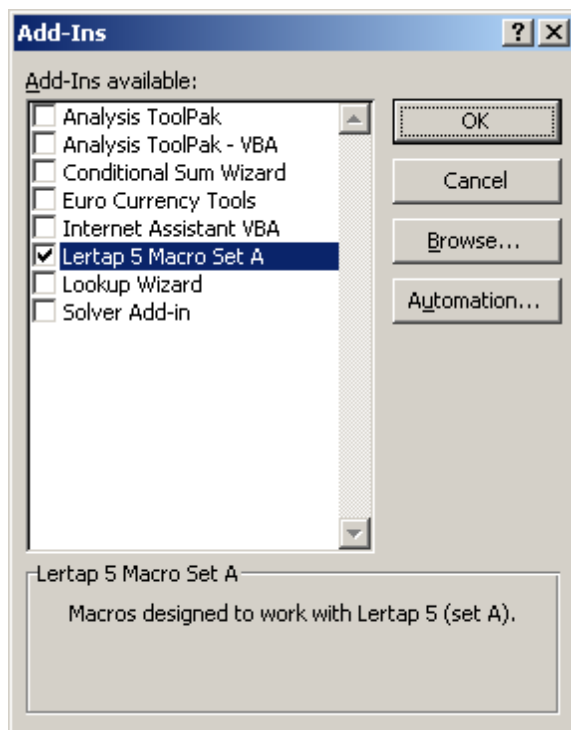 Add-Ins
Add-Ins available:
Analysis ToolPak
Analysis ToolPak - VBA
Conditional Sum Wizard
Euro Currency Tools
Internet Assistant VBA
Lertap 5 Macro Set A
Lookup Wizard
Solver Add-in
OK
Cancel
Browse...
Automation...
Lertap 5 Macro Set A
Macros designed to work with Lertap 5 (set A).